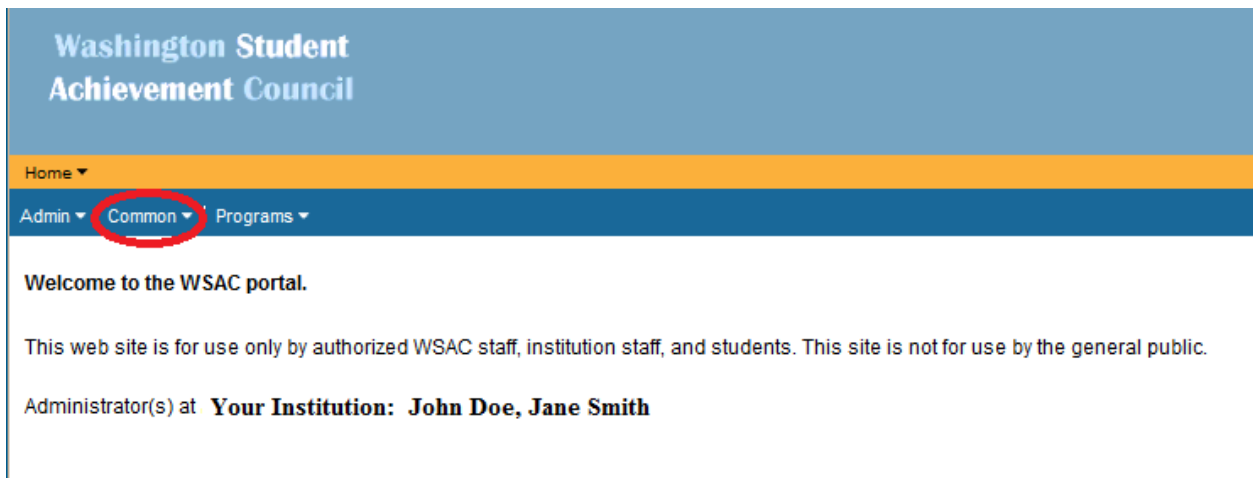 Washington Student
Achievement Council
Home
Admin Common Programs
Welcome to the WSAC portal.
This web site is for use only by authorized WSAC staff, institution staff, and students. This site is not for use by the general public.
Administrator(s) at Your Institution: John Doe, Jane Smith